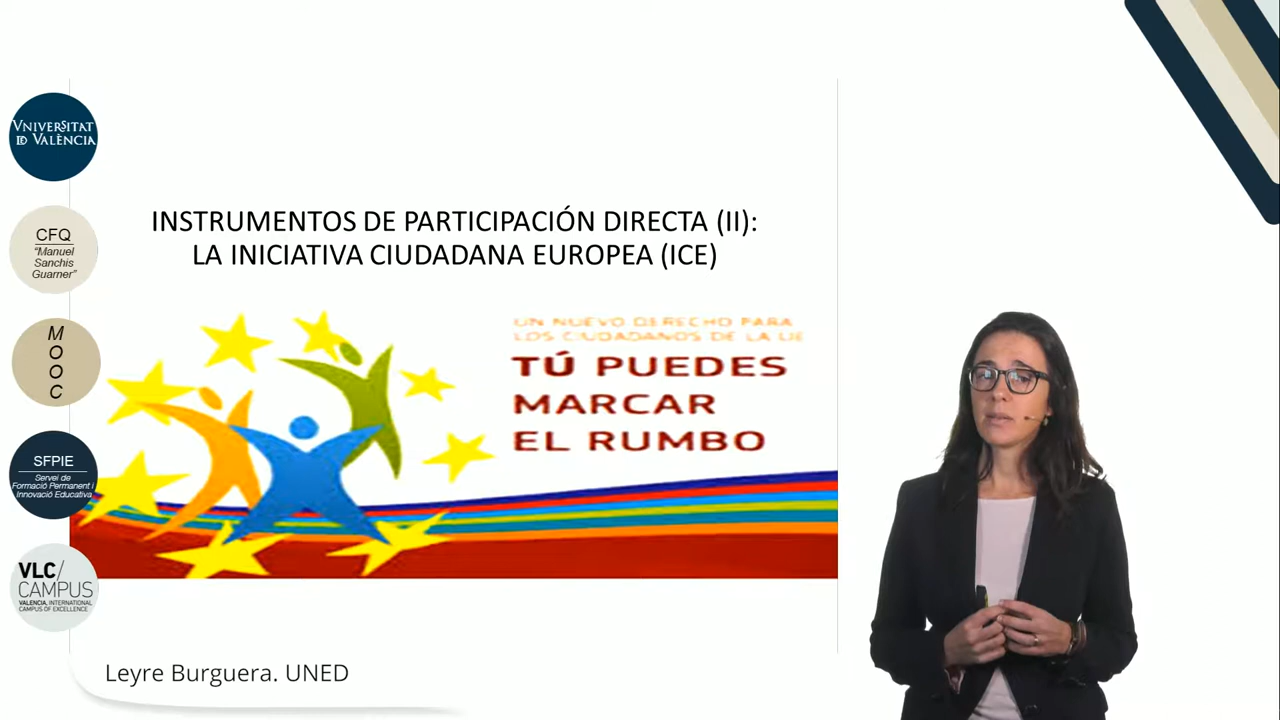 VNIVERSITAT
ID VALÈNCIA
CFQ
"Manuel
Sanchis
Guarner"
M
O
O
C
SFPIE
Servei de
Formació Permanent i
Innovació Educativa
VLC/
CAMPUS
VALENCIA, INTERNATIONAL
CAMPUS OF EXCELLENCE
INSTRUMENTOS DE PARTICIPACIÓN DIRECTA (II):
LA INICIATIVA CIUDADANA EUROPEA (ICE)
UN NUEVO DERECHO PARA
LOS CIUDADANOS DE LA UE
TÚ PUEDES
MARCAR
EL RUMBO
Leyre Burguera. UNED